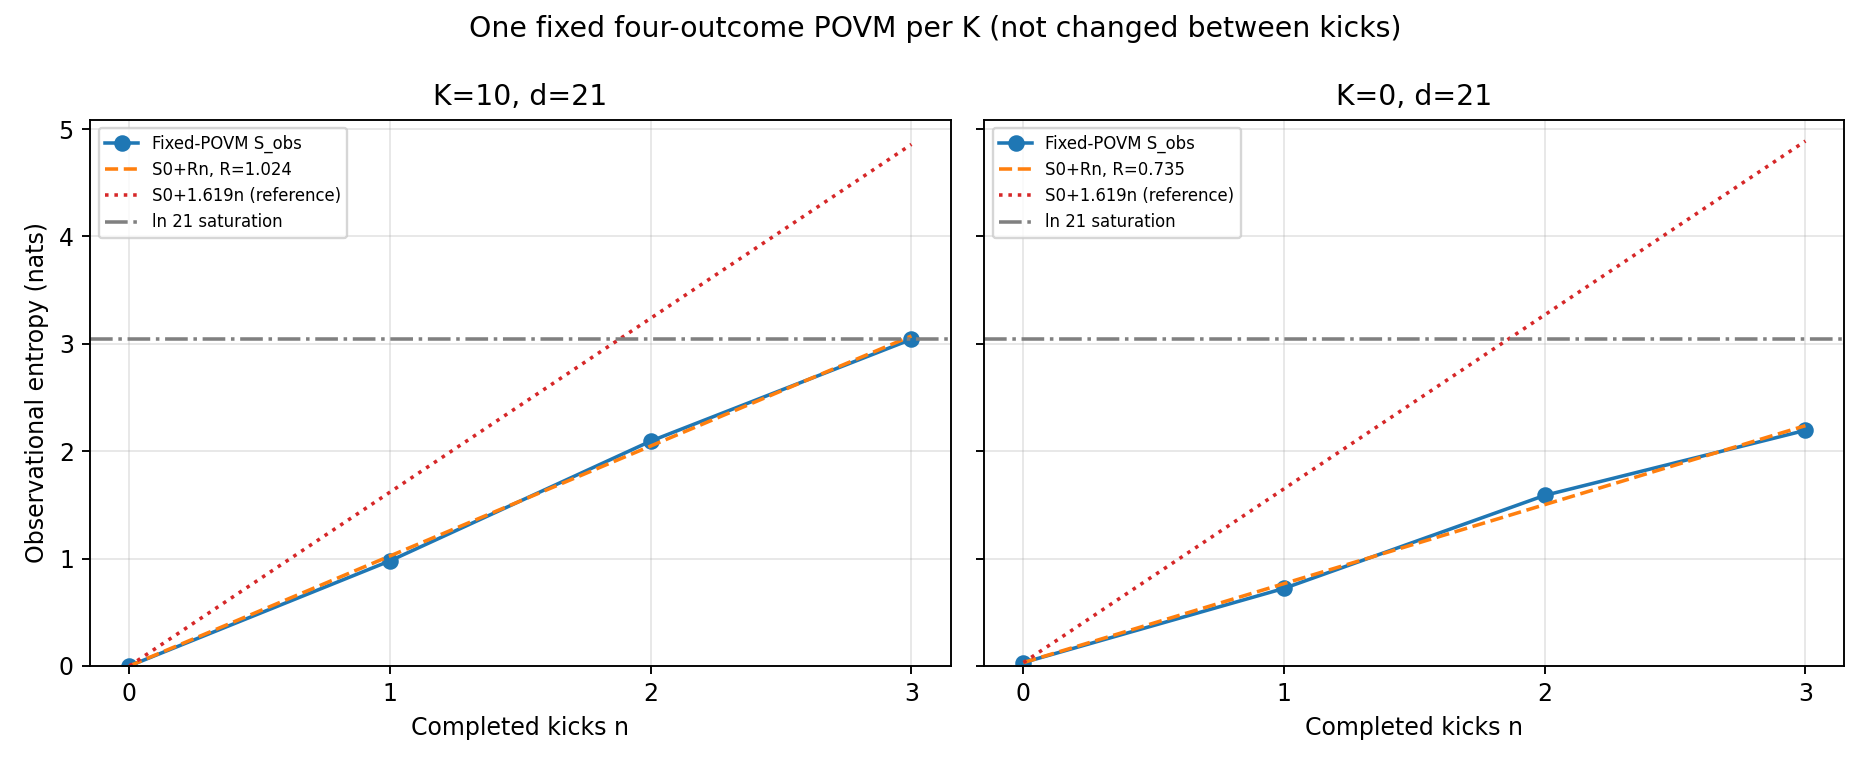 One fixed four-outcome POVM per K (not changed between kicks)
K=10, d=21
Observational entropy (nats)
5
4
3
2
1
0
Fixed-POVM S_obs
S0+Rn, R=1.024
S0+1.619n (reference)
ln 21 saturation
0 1 2 3
Completed kicks n
K=0, d=21
Fixed-POVM S_obs
S0+Rn, R=0.735
S0+1.619n (reference)
ln 21 saturation
0 1 2 3
Completed kicks n